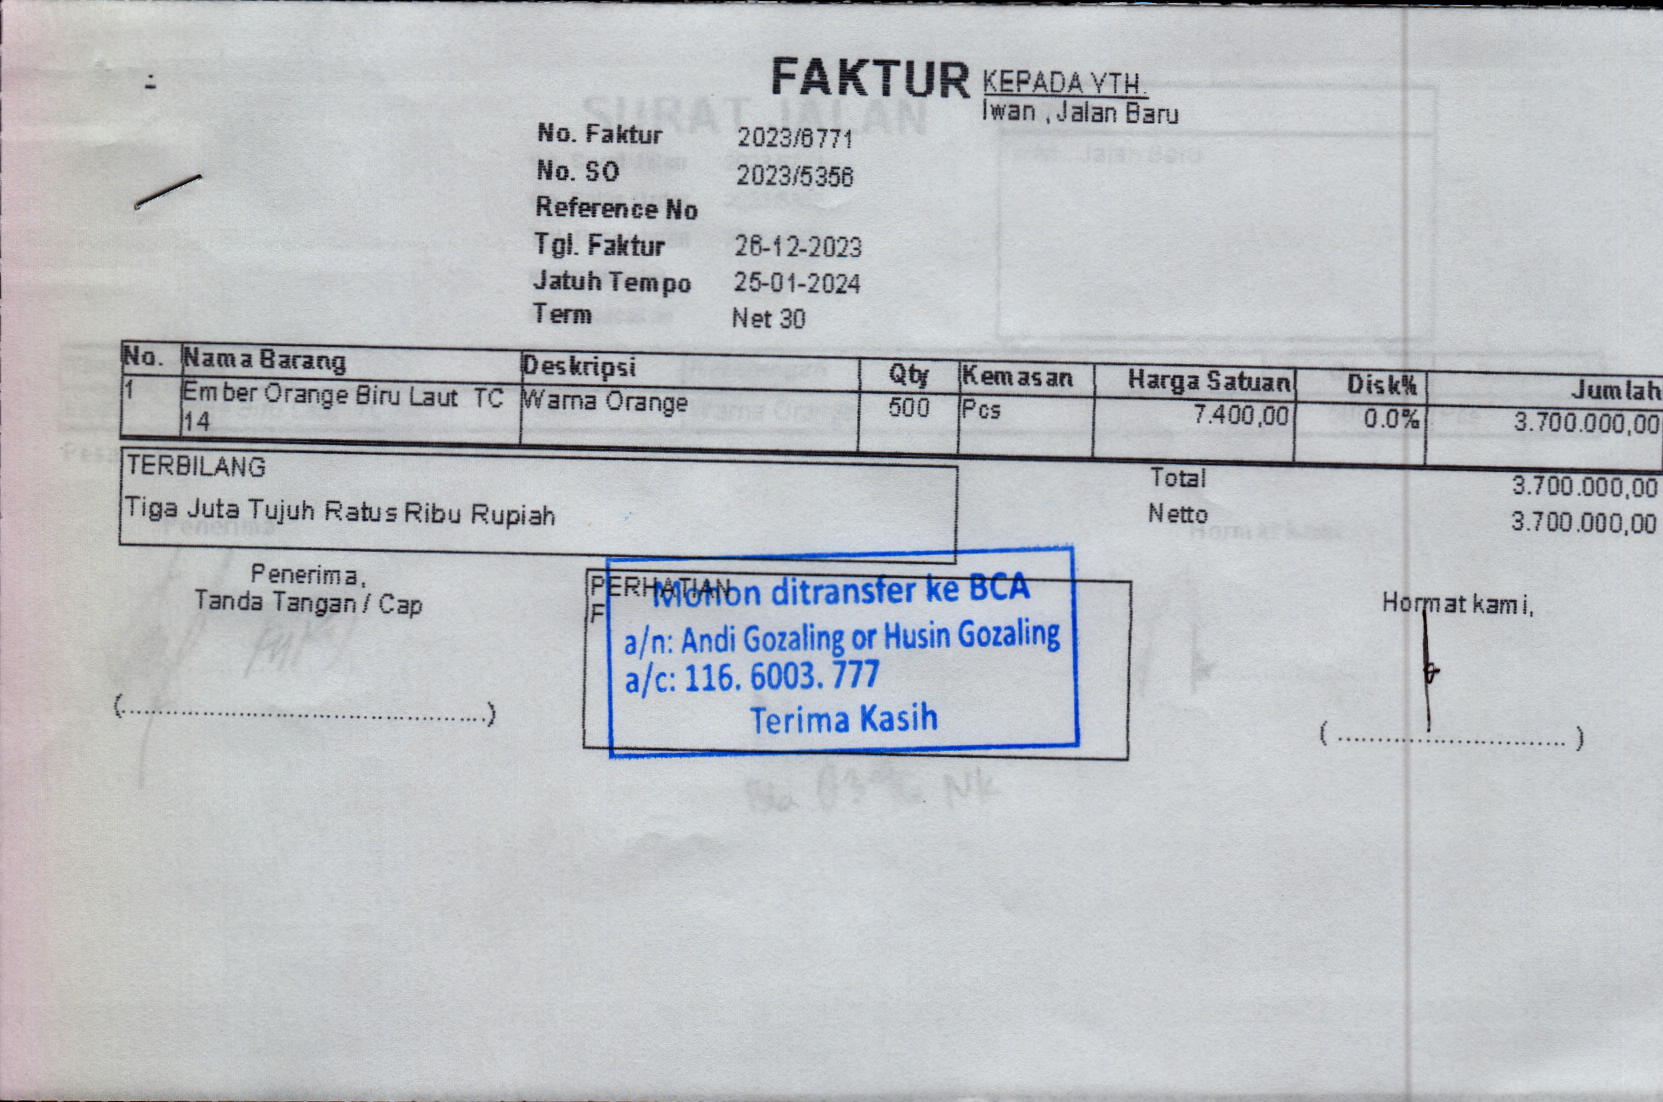 FAKTUR
KEPADA YTH.
Iwan , Jalan Baru
No. Faktur 2023/6771
No. SO 2023/5356
Reference No
Tgl. Faktur 26-12-2023
Jatuh Tempo 25-01-2024
Term Net 30
No. Nama Barang Deskripsi Qty Kemasan Harga Satuan Disk% Jumlah
1 Ember Orange Biru Laut TC Warna Orange 500 Pcs 7.400,00 0.0% 3.700.000,00
14
TERBILANG
Tiga Juta Tujuh Ratus Ribu Rupiah
Total 3.700.000,00
Netto 3.700.000,00
Penerima,
Tanda Tangan / Cap
(...............................................)
PERHATIAN
F
Mohon ditransfer ke BCA
a/n: Andi Gozaling or Husin Gozaling
a/c: 116. 6003. 777
Terima Kasih
Hormat kami,
( ............................. )